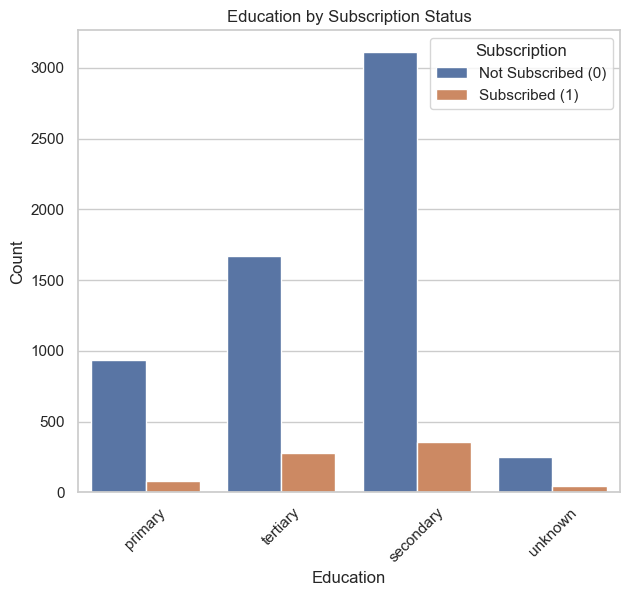 Education by Subscription Status
Subscription
Not Subscribed (0)
Subscribed (1)
Count
3000
2500
2000
1500
1000
500
0
primary
tertiary
secondary
unknown
Education